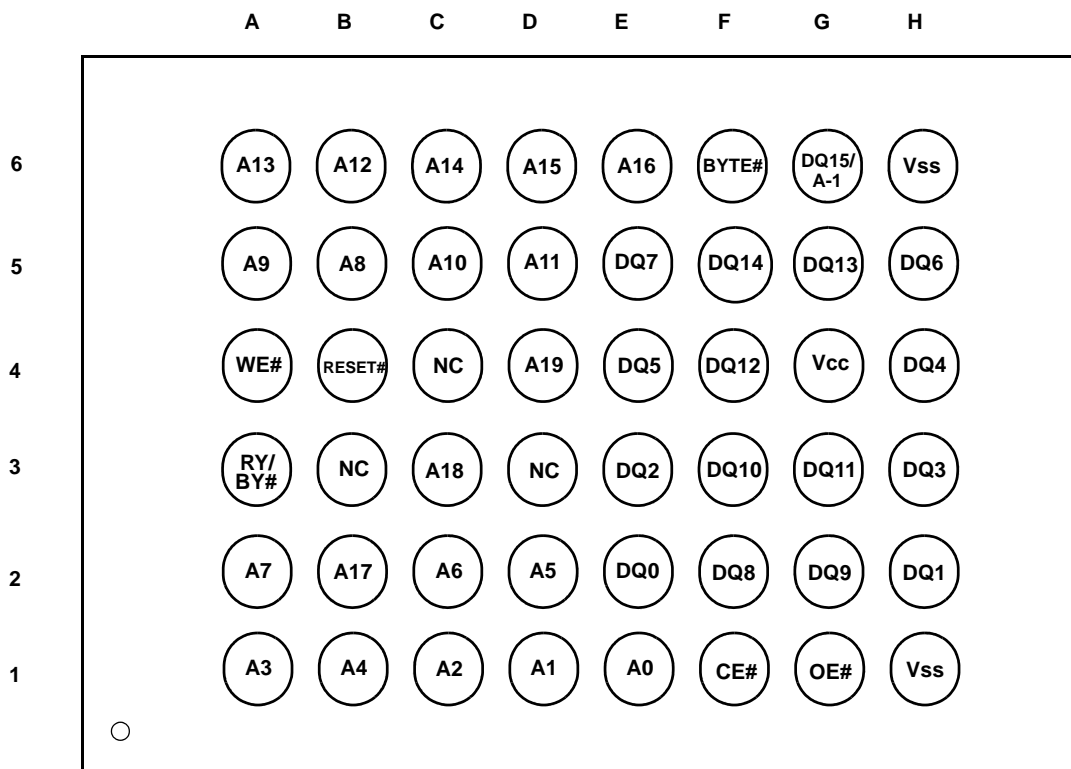 A B C D E F G H
6 A13 A12 A14 A15 A16 BYTE# DQ15/ A-1 Vss
5 A9 A8 A10 A11 DQ7 DQ14 DQ13 DQ6
4 WE# RESET# NC A19 DQ5 DQ12 Vcc DQ4
3 RY/ BY# NC A18 NC DQ2 DQ10 DQ11 DQ3
2 A7 A17 A6 A5 DQ0 DQ8 DQ9 DQ1
1 A3 A4 A2 A1 A0 CE# OE# Vss